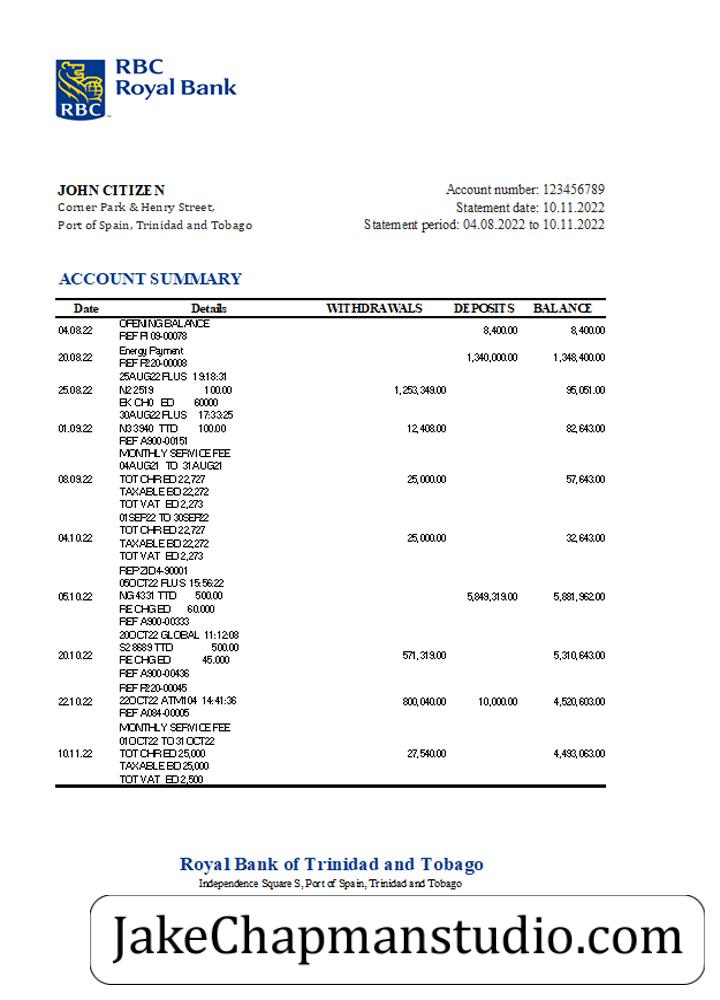 RBC
Royal Bank
RBC
JOHN CITIZEN
Corner Park & Henry Street,
Port of Spain, Trinidad and Tobago
Account number: 123456789
Statement date: 10.11.2022
Statement period: 04.08.2022 to 10.11.2022
ACCOUNT SUMMARY
Date Details WITHDRAWALS DEPOSITS BALANCE
OPENING BALANCE
04.08.22 8,400.00 8,400.00
REF FI 09-00078
Energy Payment
20.08.22 1,340,000.00 1,348,400.00
REF P220-00008
25AUG22 PLUS 19:18:31
25.08.22 N2 2519 100.00 1,253,349.00 95,051.00
EK CH0 ED 60000
30AUG22 PLUS 17:33:25
01.09.22 N3 3940 TTD 100.00 12,408.00 82,643.00
REF A900-00151
MONTHLY SERVICE FEE
04AUG21 TO 31AUG21
08.09.22 TOT CHR ED 22,727 25,000.00 57,643.00
TAXABLE ED 22,272
TOT VAT ED 2,273
01SEP22 TO 30SEP22
TOT CHR ED 22,727
04.10.22 25,000.00 32,643.00
TAXABLE ED 22,272
TOT VAT ED 2,273
REP ZID4-90001
05OCT22 PLUS 15:56:22
05.10.22 NG 4331 TTD 500.00 5,849,319.00 5,881,962.00
RE CHG ED 60.000
REF A900-00333
20OCT22 GLOBAL 11:12:08
S2 8689 TTD 500.00
20.10.22 571,319.00 5,310,643.00
RE CHG ED 45.000
REF A900-00436
REF P220-00045
22.10.22 22OCT22 ATM104 14:41:36 800,040.00 10,000.00 4,520,603.00
REF A084-00005
MONTHLY SERVICE FEE
01OCT22 TO 31OCT22
10.11.22 TOT CHR ED 25,000 27,540.00 4,493,063.00
TAXABLE ED 25,000
TOT VAT ED 2,500
Royal Bank of Trinidad and Tobago
Independence Square S, Port of Spain, Trinidad and Tobago
JakeChapmanstudio.com